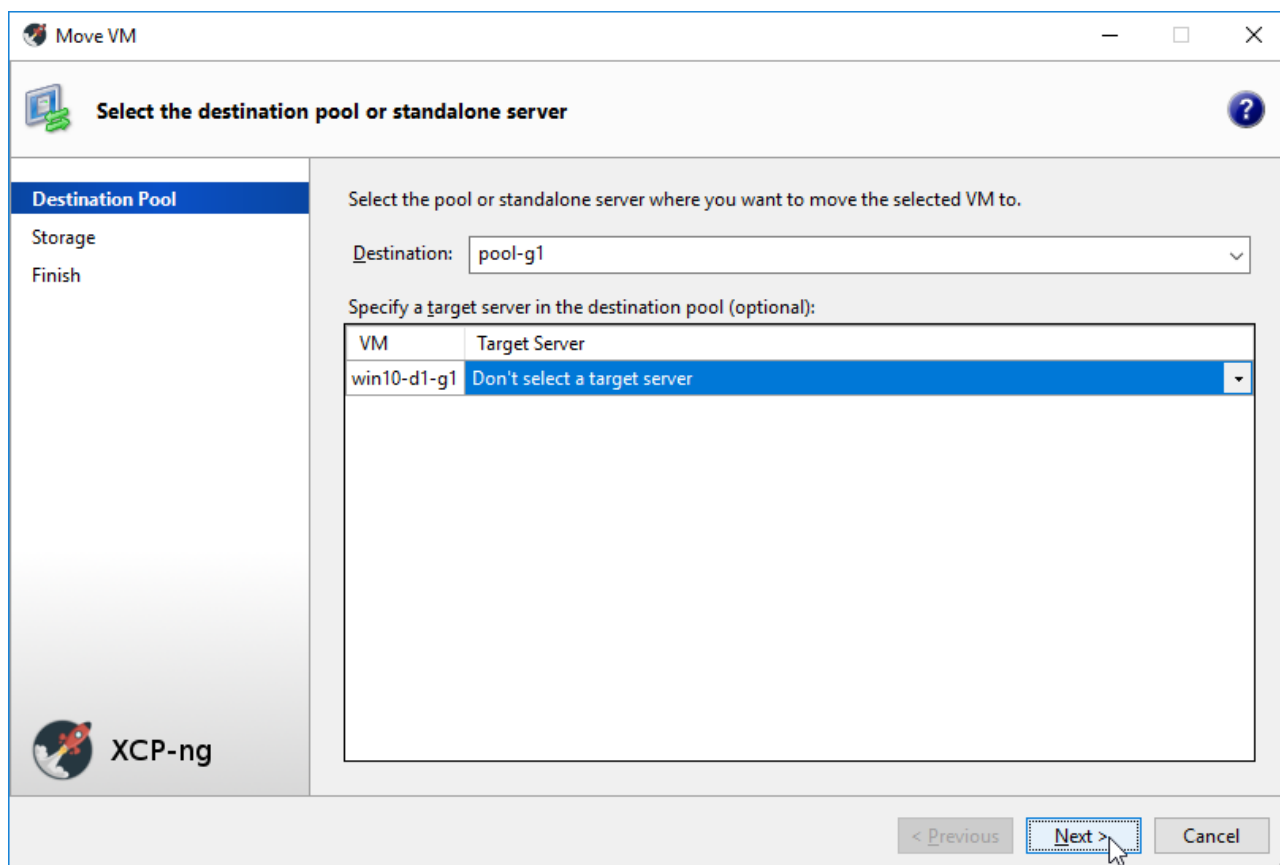 Move VM
Select the destination pool or standalone server
?
Destination Pool
Storage
Finish
Select the pool or standalone server where you want to move the selected VM to.
Destination: pool-g1
Specify a target server in the destination pool (optional):
VM Target Server
win10-d1-g1 Don't select a target server
XCP-ng
< Previous Next > Cancel